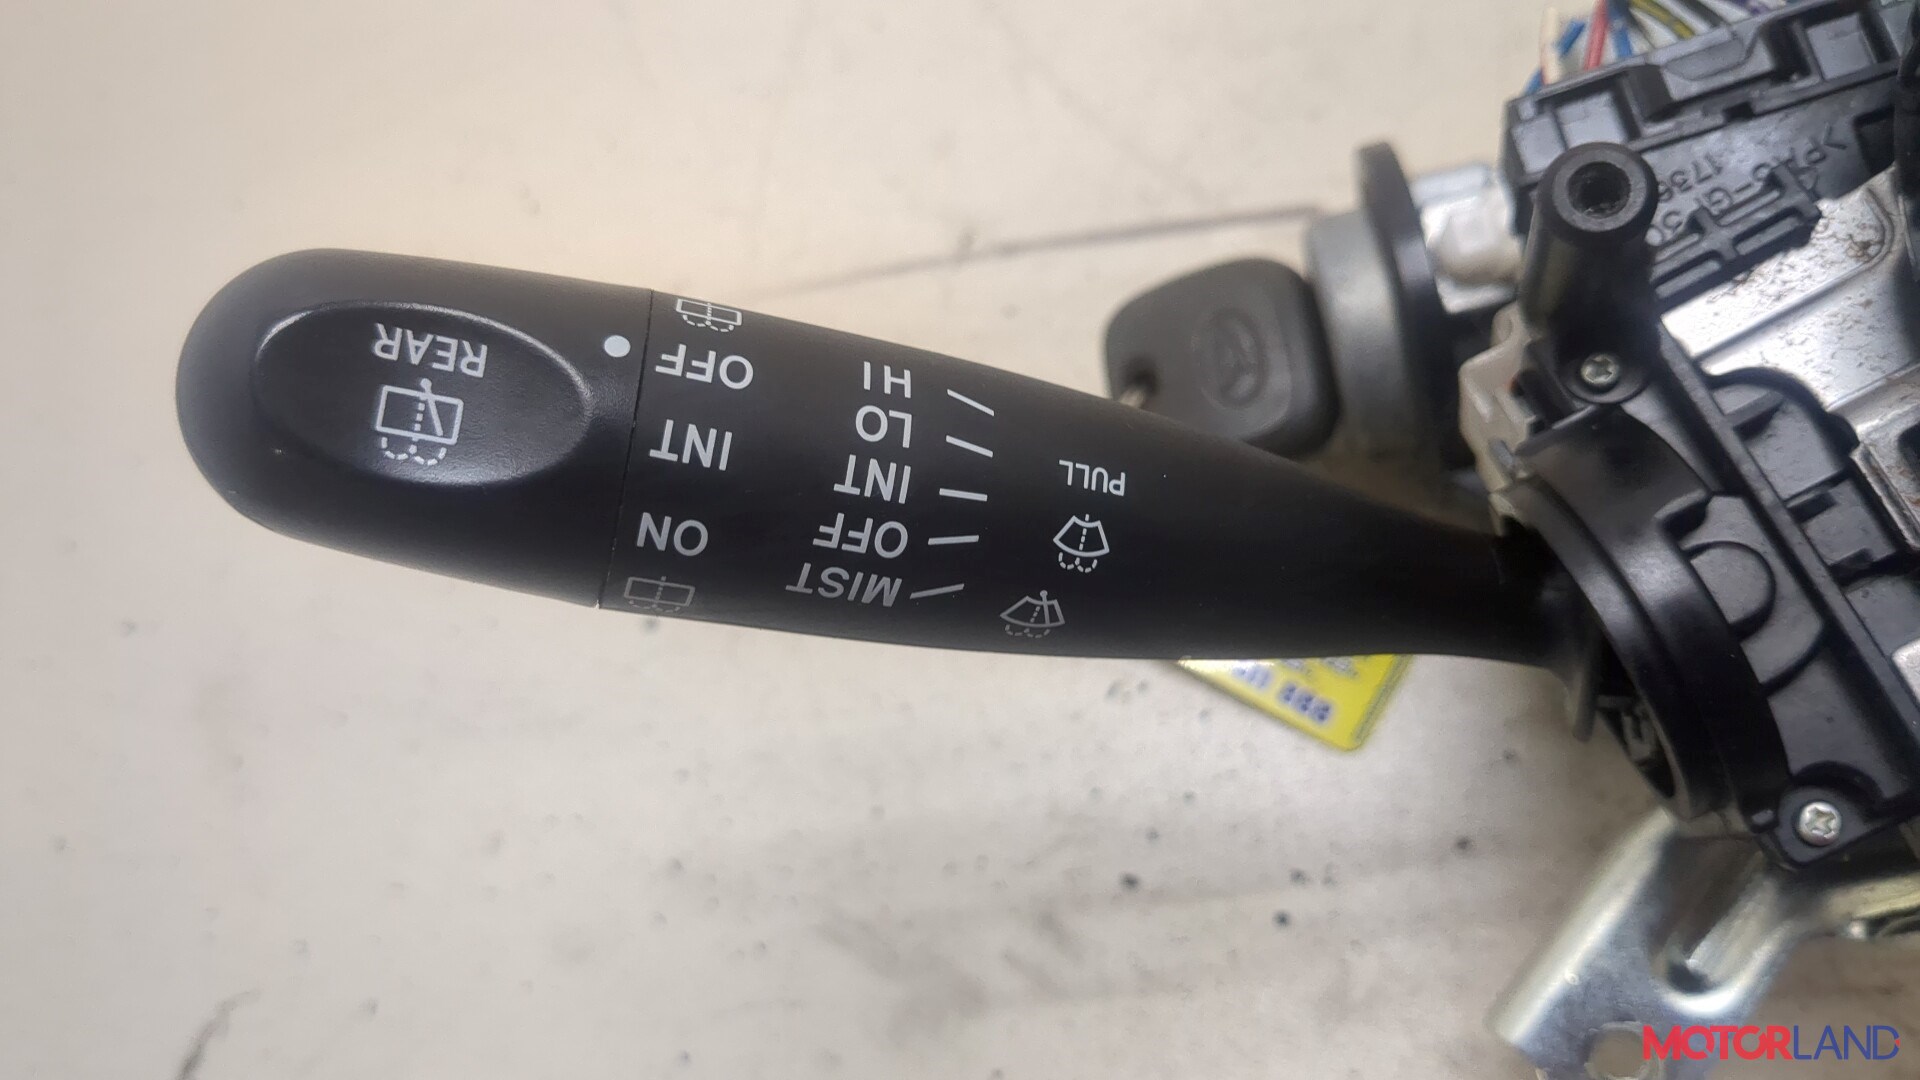 REAR
OFF
INT
ON
HI
LO
INT
OFF
MIST
PULL
MOTORLAND